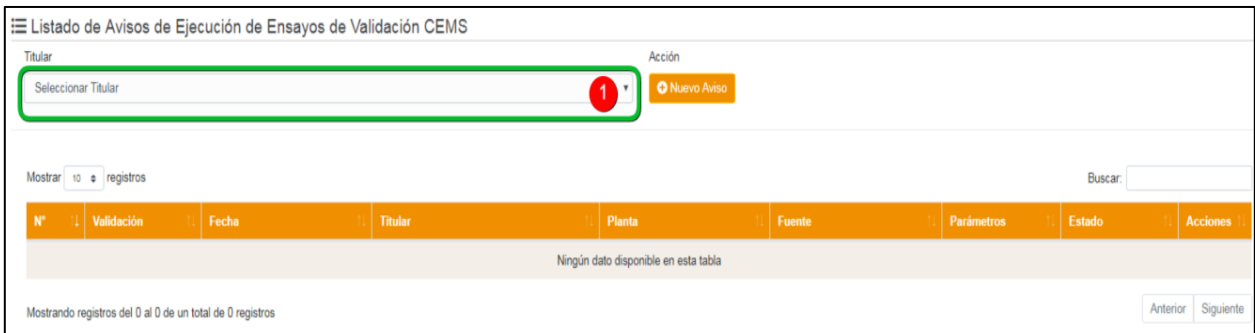 Listado de Avisos de Ejecución de Ensayos de Validación CEMS
Titular Acción
Seleccionar Titular 1 Nuevo Aviso
Mostrar 10 registros Buscar:
N° Validación Fecha Titular Planta Fuente Parámetros Estado Acciones
Ningún dato disponible en esta tabla
Mostrando registros del 0 al 0 de un total de 0 registros Anterior Siguiente